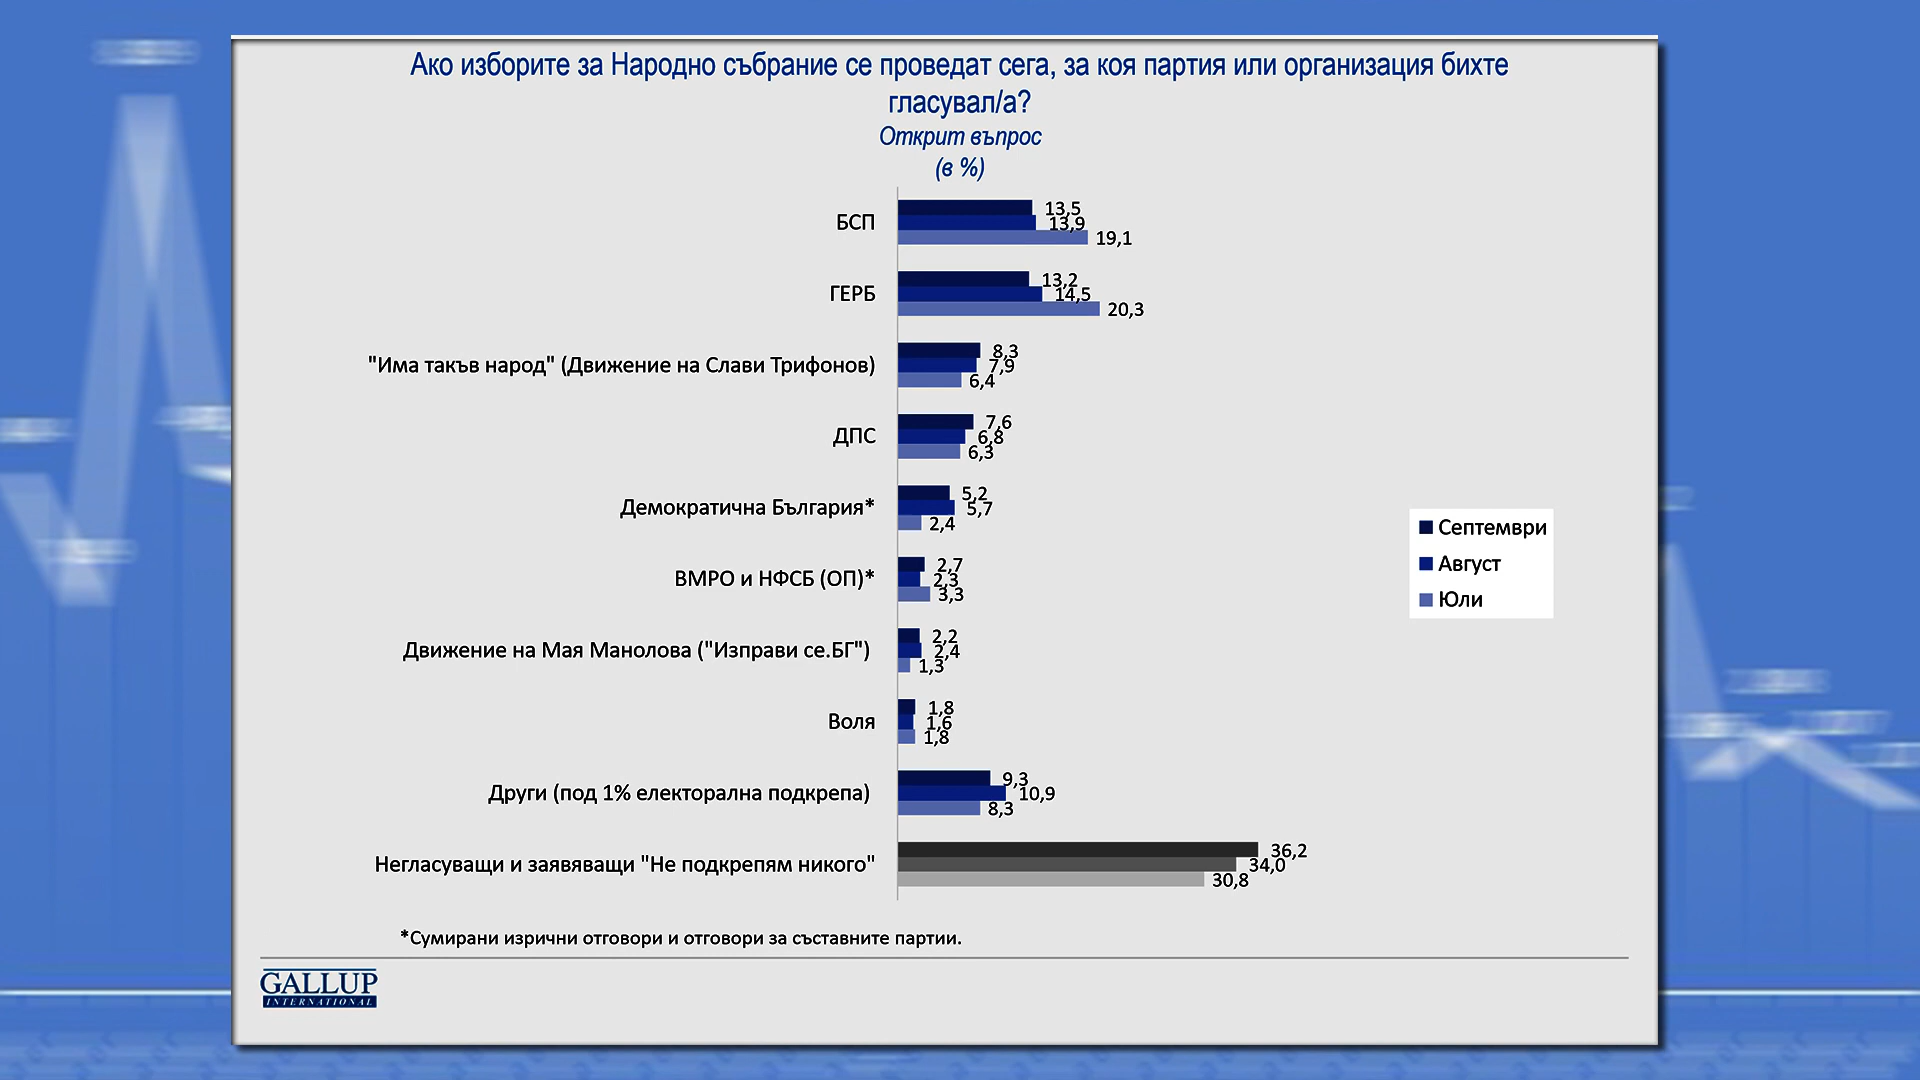 Ако изборите за Народно събрание се проведат сега, за коя партия или организация бихте
гласувал/а?
Открит въпрос
(в %)
БСП
13,5
13,9
19,1
ГЕРБ
13,2
14,5
20,3
"Има такъв народ" (Движение на Слави Трифонов)
8,3
7,9
6,4
ДПС
7,6
6,8
6,3
Демократична България*
5,2
5,7
2,4
ВМРО и НФСБ (ОП)*
2,7
2,3
3,3
Движение на Мая Манолова ("Изправи се.БГ")
2,2
2,4
1,3
Воля
1,8
1,6
1,8
Други (под 1% електорална подкрепа)
9,3
10,9
8,3
Негласуващи и заявяващи "Не подкрепям никого"
36,2
34,0
30,8
Септември
Август
Юли
*Сумирани изрични отговори и отговори за съставните партии.
GALLUP
INTERNATIONAL